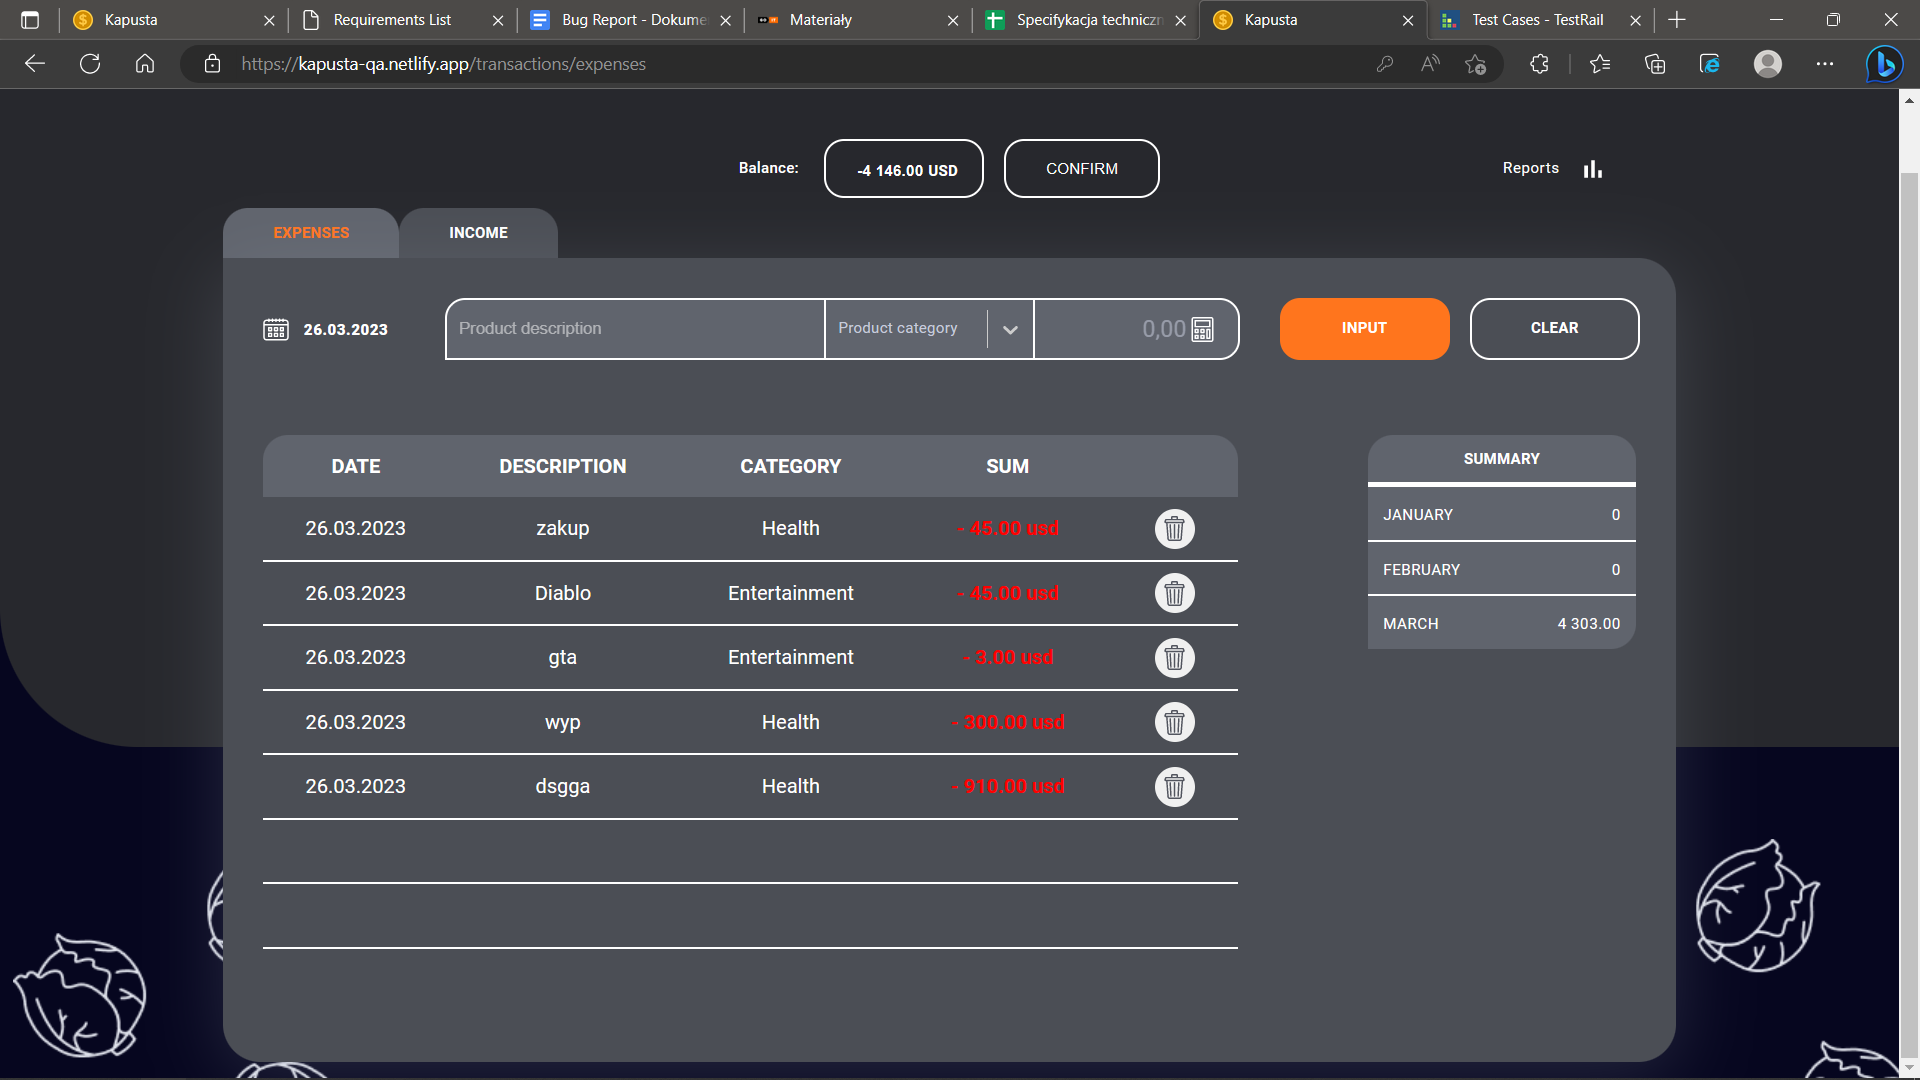 Kapusta
Requirements List
Bug Report - Dokume
Materiały
Specyfikacja techniczn
Kapusta
Test Cases - TestRail
https://kapusta-qa.netlify.app/transactions/expenses
Balance:
-4 146.00 USD
CONFIRM
Reports
EXPENSES
INCOME
26.03.2023
Product description
Product category
0,00
INPUT
CLEAR
DATE DESCRIPTION CATEGORY SUM
26.03.2023 zakup Health - 45.00 usd
26.03.2023 Diablo Entertainment - 45.00 usd
26.03.2023 gta Entertainment - 3.00 usd
26.03.2023 wyp Health - 300.00 usd
26.03.2023 dsgga Health - 910.00 usd
SUMMARY
JANUARY 0
FEBRUARY 0
MARCH 4 303.00